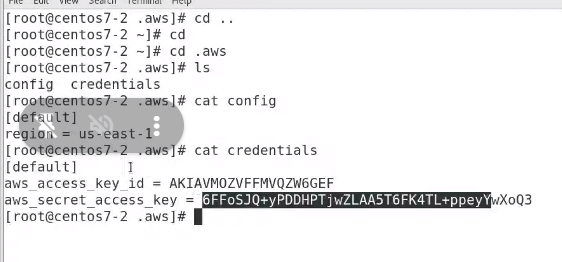 File Edit View Search Terminal Help
[root@centos7-2 .aws]# cd ..
[root@centos7-2 ~]# cd
[root@centos7-2 ~]# cd .aws
[root@centos7-2 .aws]# ls
config credentials
[root@centos7-2 .aws]# cat config
[default]
region = us-east-1
[root@centos7-2 .aws]# cat credentials
[default]
aws_access_key_id = AKIAVMOZVFFMVQZW6GEF
aws_secret_access_key = 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
[root@centos7-2 .aws]#